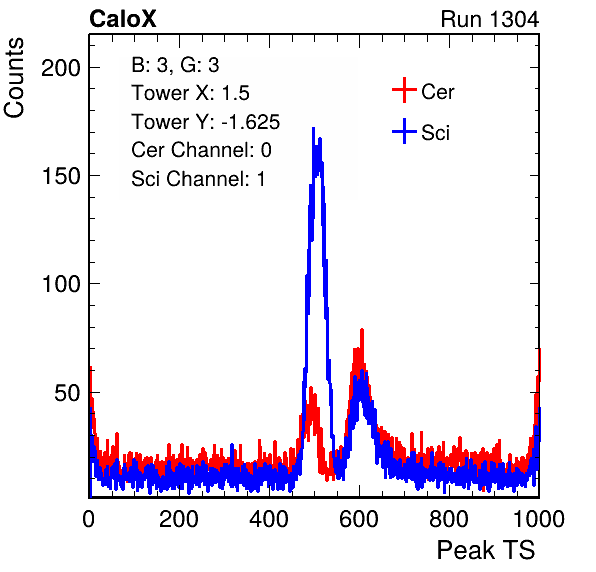 CaloX Run 1304
B: 3, G: 3
Tower X: 1.5
Tower Y: -1.625
Cer Channel: 0
Sci Channel: 1
Cer
Sci
Counts
200
150
100
50
0 200 400 600 800 1000
Peak TS